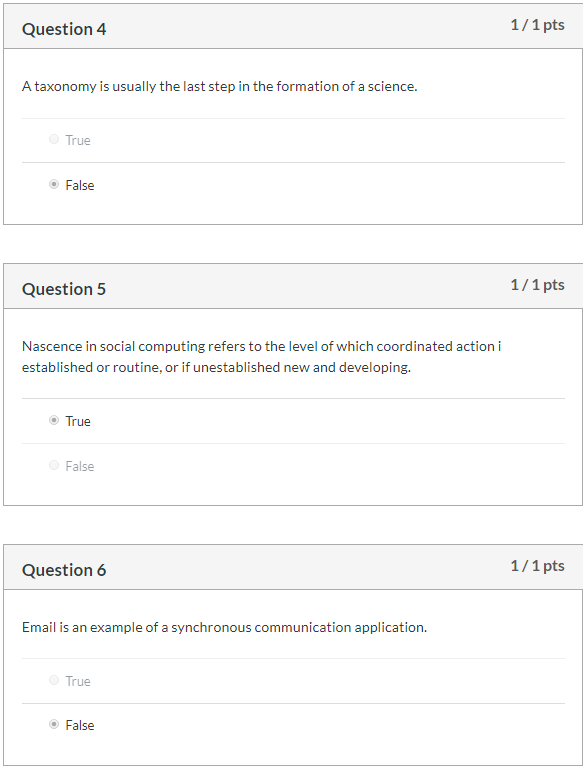 Question 4
1 / 1 pts
A taxonomy is usually the last step in the formation of a science.
True
False
Question 5
1 / 1 pts
Nascence in social computing refers to the level of which coordinated action i
established or routine, or if unestablished new and developing.
True
False
Question 6
1 / 1 pts
Email is an example of a synchronous communication application.
True
False